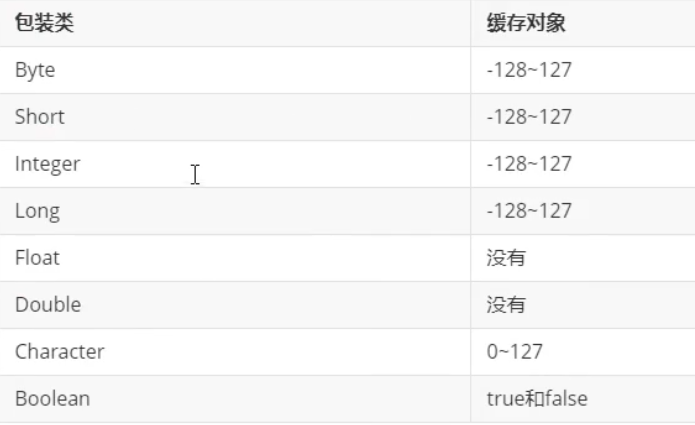 包装类 缓存对象
Byte -128~127
Short -128~127
Integer -128~127
Long -128~127
Float 没有
Double 没有
Character 0~127
Boolean true和false